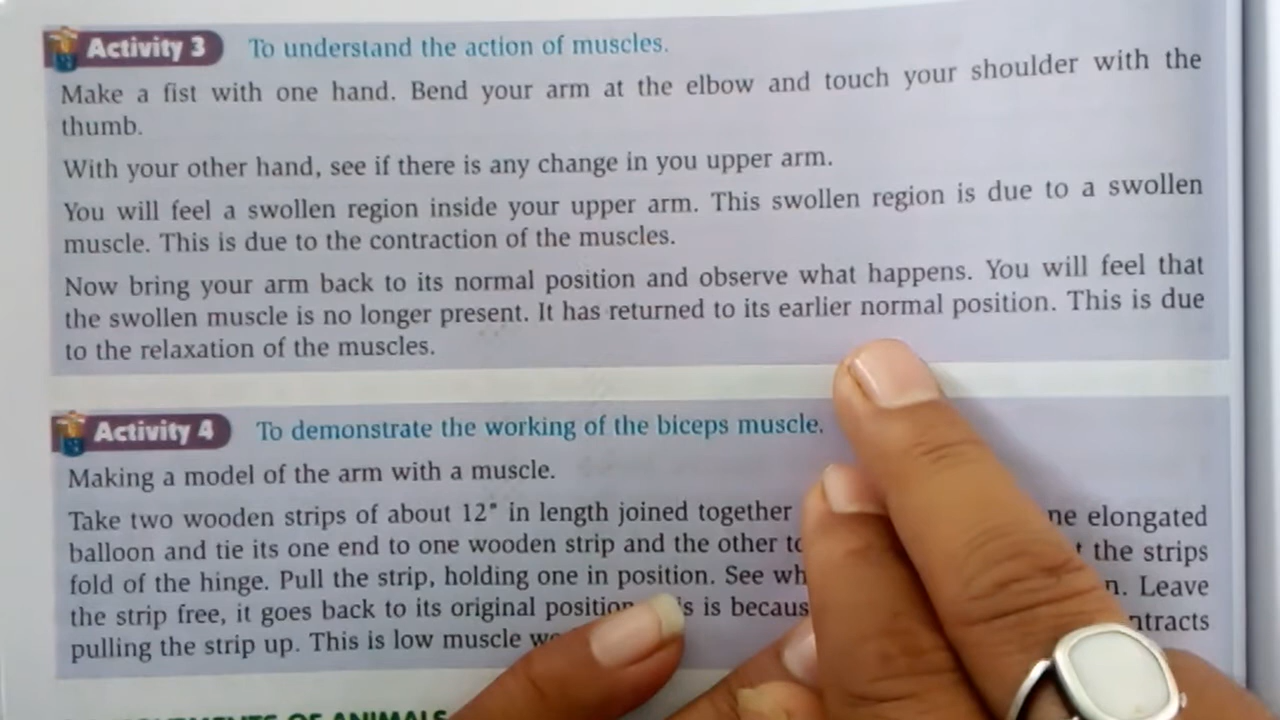 Activity 3 To understand the action of muscles.
Make a fist with one hand. Bend your arm at the elbow and touch your shoulder with the
thumb.
With your other hand, see if there is any change in you upper arm.
You will feel a swollen region inside your upper arm. This swollen region is due to a swollen
muscle. This is due to the contraction of the muscles.
Now bring your arm back to its normal position and observe what happens. You will feel that
the swollen muscle is no longer present. It has returned to its earlier normal position. This is due
to the relaxation of the muscles.
Activity 4 To demonstrate the working of the biceps muscle.
Making a model of the arm with a muscle.
Take two wooden strips of about 12" in length joined together elongated
balloon and tie its one end to one wooden strip and the other the strips
fold of the hinge. Pull the strip, holding one in position. See Leave
the strip free, it goes back to its original position is
pulling the strip up. This is low muscle
OF ANIMALS